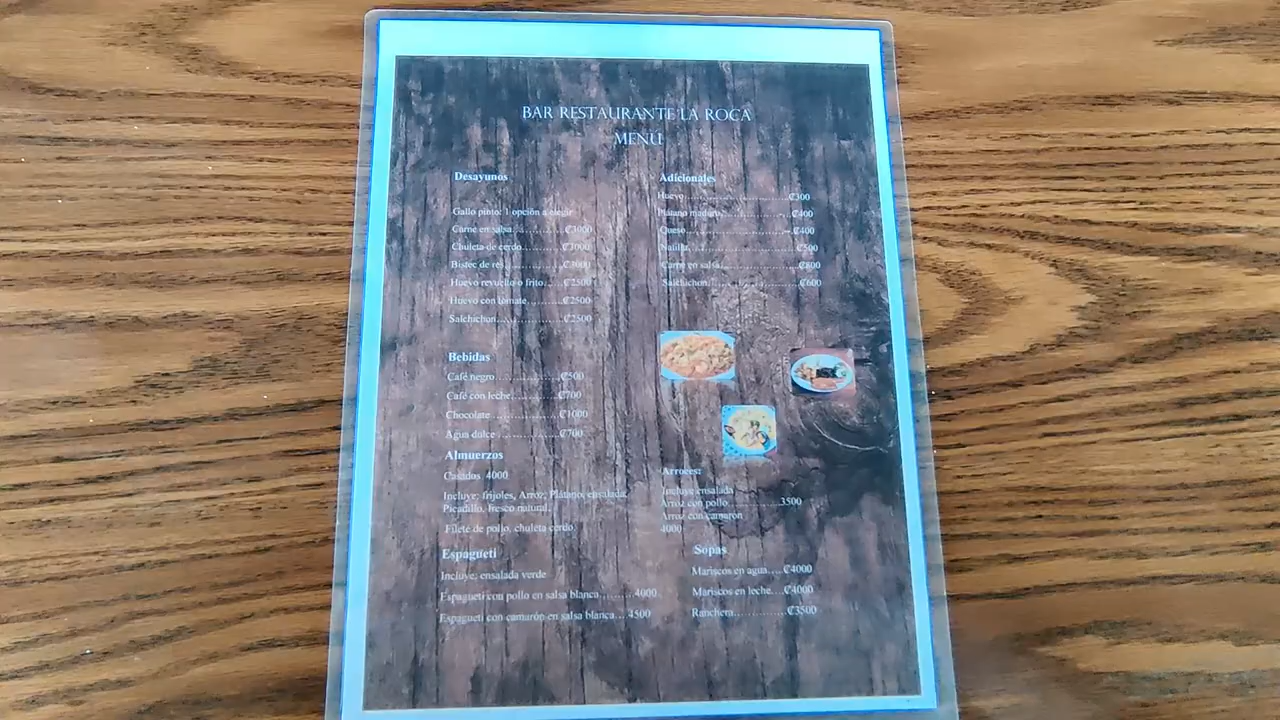 BAR RESTAURANTE LA ROCA
MENÚ
Desayunos
Gallo pinto: 1 opción a elegir
Carne en salsa...............₡3000
Chuleta de cerdo...........₡3000
Bistec de res...............₡3000
Huevo revuelto o frito......₡2500
Huevo con tomate.........₡2500
Salchichon.................₡2500
Bebidas
Café negro................₡500
Café con leche............₡700
Chocolate.................₡1000
Agua dulce................₡700
Almuerzos
Casados 4000
Incluye: frijoles, Arroz, Plátano, ensalada,
Picadillo, fresco natural.
Filete de pollo, chuleta cerdo
Espagueti
Incluye: ensalada verde
Espagueti con pollo en salsa blanca.........4000
Espagueti con camarón en salsa blanca....4500
Adicionales
Huevo..........................₡300
Plátano maduro..................₡400
Queso..........................₡400
Natilla..........................₡500
Carne en salsa...................₡800
Salchichon......................₡600
Arroces:
Incluye ensalada
Arroz con pollo.............3500
Arroz con camaron
4000
Sopas
Mariscos en agua.....₡4000
Mariscos en leche....₡4000
Ranchera..............₡3500